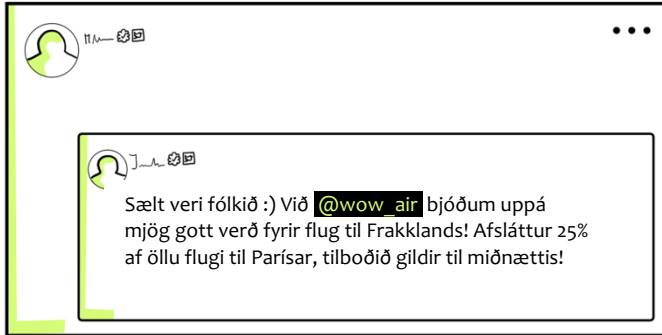 Sælt veri fólkið :) Við @wow_air bjóðum uppá
mjög gott verð fyrir flug til Frakklands! Afsláttur 25%
af öllu flugi til Parísar, tilboðið gildir til miðnættis!